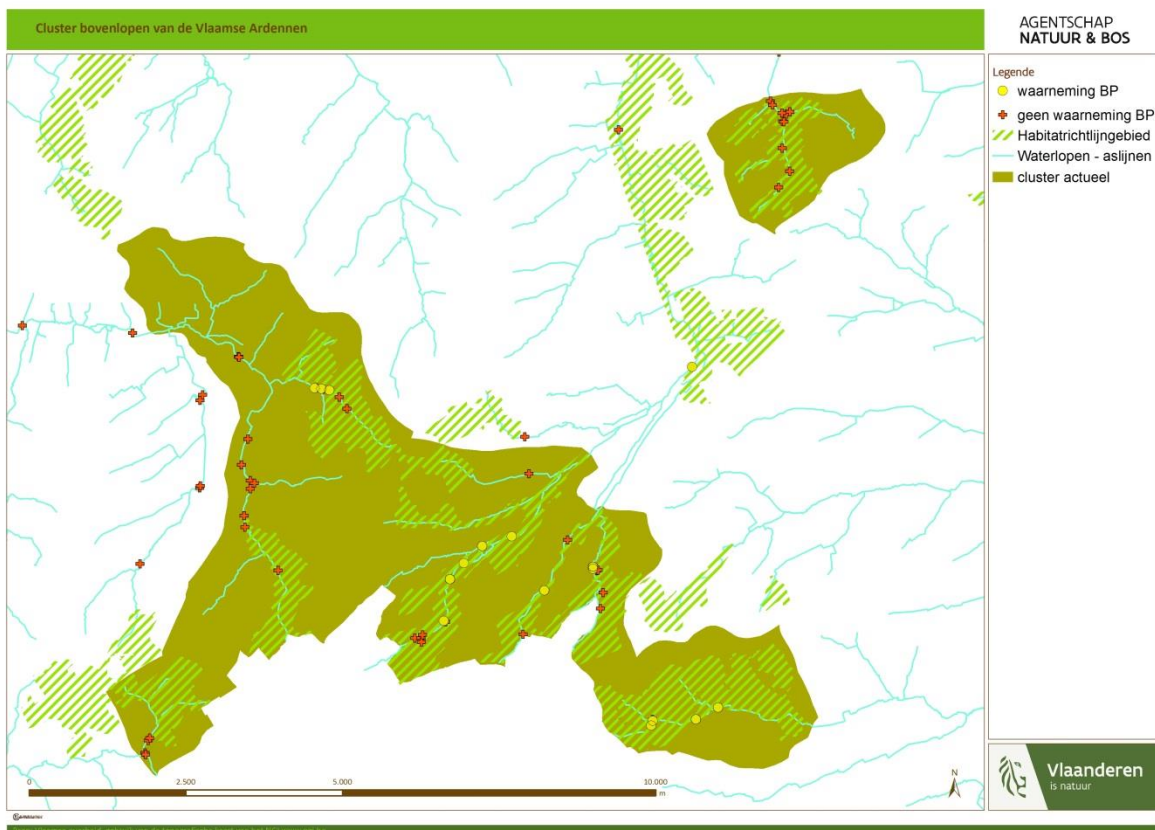 Cluster bovenlopen van de Vlaamse Ardennen
AGENTSCHAP
NATUUR & BOS
Legende
waarneming BP
geen waarneming BP
Habitatrichtlijngebied
Waterlopen - aslijnen
cluster actueel
0
2.500
5.000
10.000
m
N
Vlaanderen
is natuur